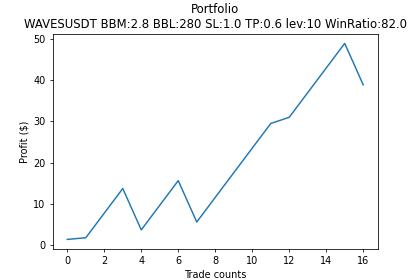 Portfolio
WAVESUSDT BBM:2.8 BBL:280 SL:1.0 TP:0.6 lev:10 WinRatio:82.0
50
40
30
20
10
0
Profit ($)
0 2 4 6 8 10 12 14 16
Trade counts